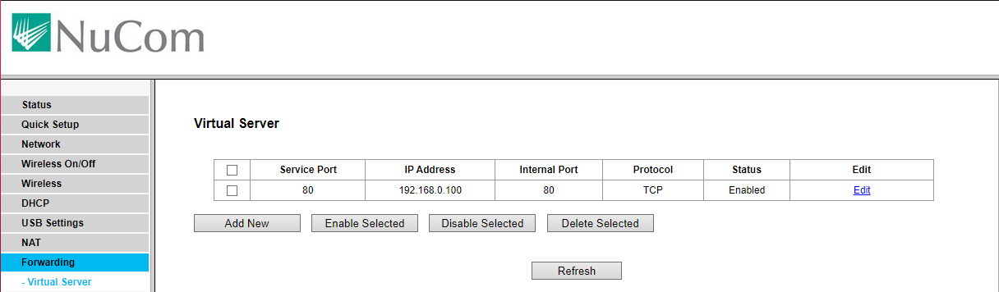 NuCom
Status
Quick Setup
Network
Wireless On/Off
Wireless
DHCP
USB Settings
NAT
Forwarding
- Virtual Server
Virtual Server
Service Port IP Address Internal Port Protocol Status Edit
80 192.168.0.100 80 TCP Enabled Edit
Add New Enable Selected Disable Selected Delete Selected
Refresh